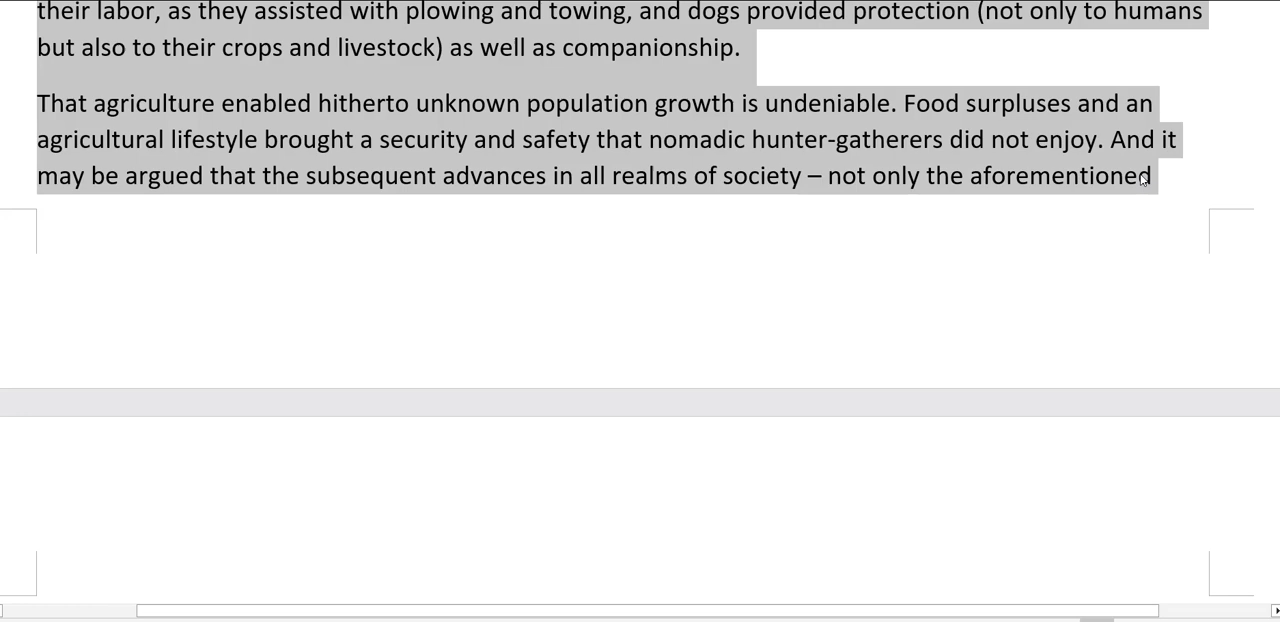 their labor, as they assisted with plowing and towing, and dogs provided protection (not only to humans
but also to their crops and livestock) as well as companionship.
That agriculture enabled hitherto unknown population growth is undeniable. Food surpluses and an
agricultural lifestyle brought a security and safety that nomadic hunter-gatherers did not enjoy. And it
may be argued that the subsequent advances in all realms of society – not only the aforementioned